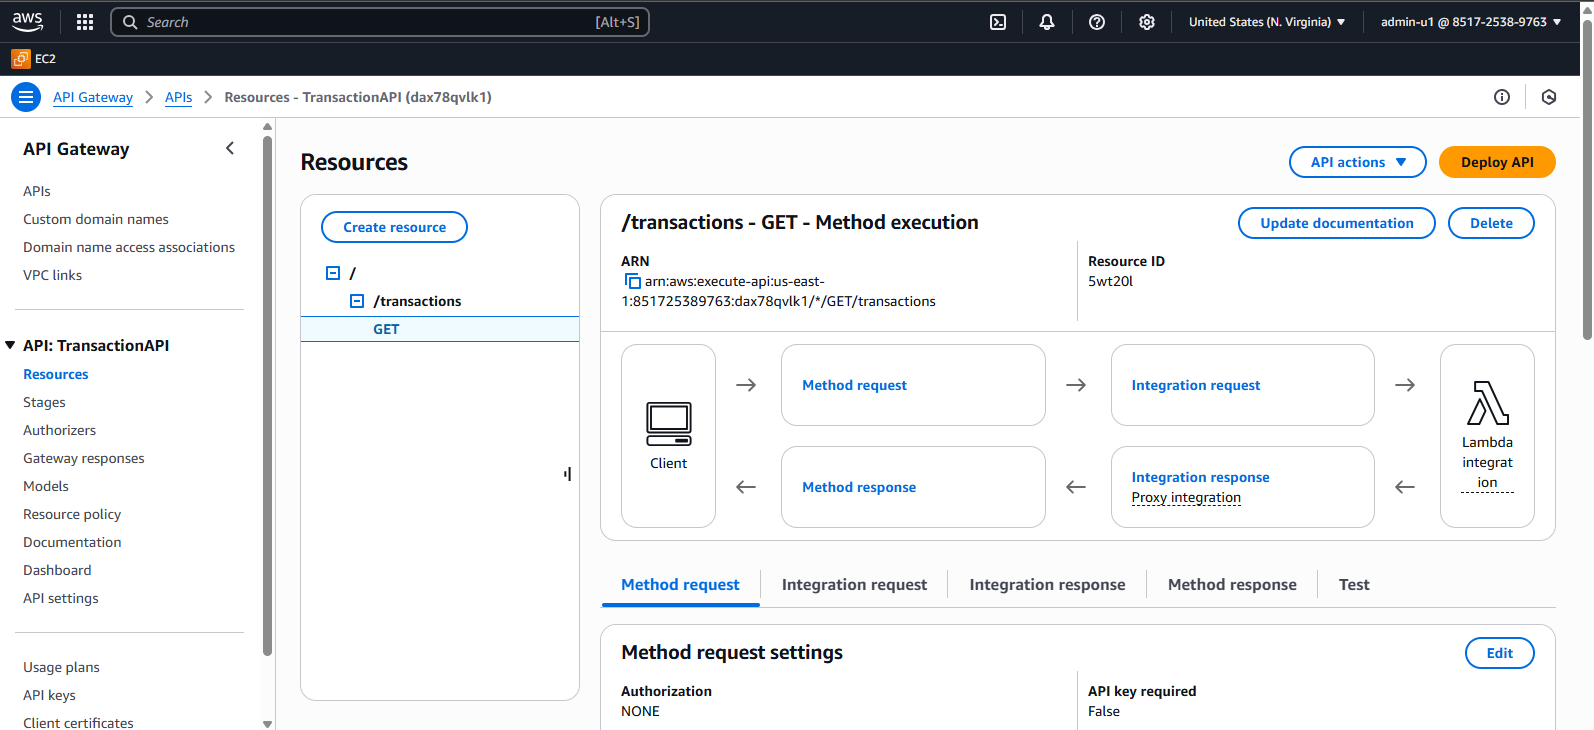 aws
Search
[Alt+S]
United States (N. Virginia)
admin-u1 @ 8517-2538-9763
EC2
API Gateway
APIs
Resources - TransactionAPI (dax78qvlk1)
API Gateway
APIs
Custom domain names
Domain name access associations
VPC links
API: TransactionAPI
Resources
Stages
Authorizers
Gateway responses
Models
Resource policy
Documentation
Dashboard
API settings
Usage plans
API keys
Client certificates
Resources
API actions
Deploy API
Create resource
/
/transactions
GET
/transactions - GET - Method execution
Update documentation
Delete
ARN
arn:aws:execute-api:us-east-
1:851725389763:dax78qvlk1/*/GET/transactions
Resource ID
5wt20l
Client
Method request
Integration request
Method response
Integration response
Proxy integration
Lambda
integrat
ion
Method request
Integration request
Integration response
Method response
Test
Method request settings
Edit
Authorization
NONE
API key required
False